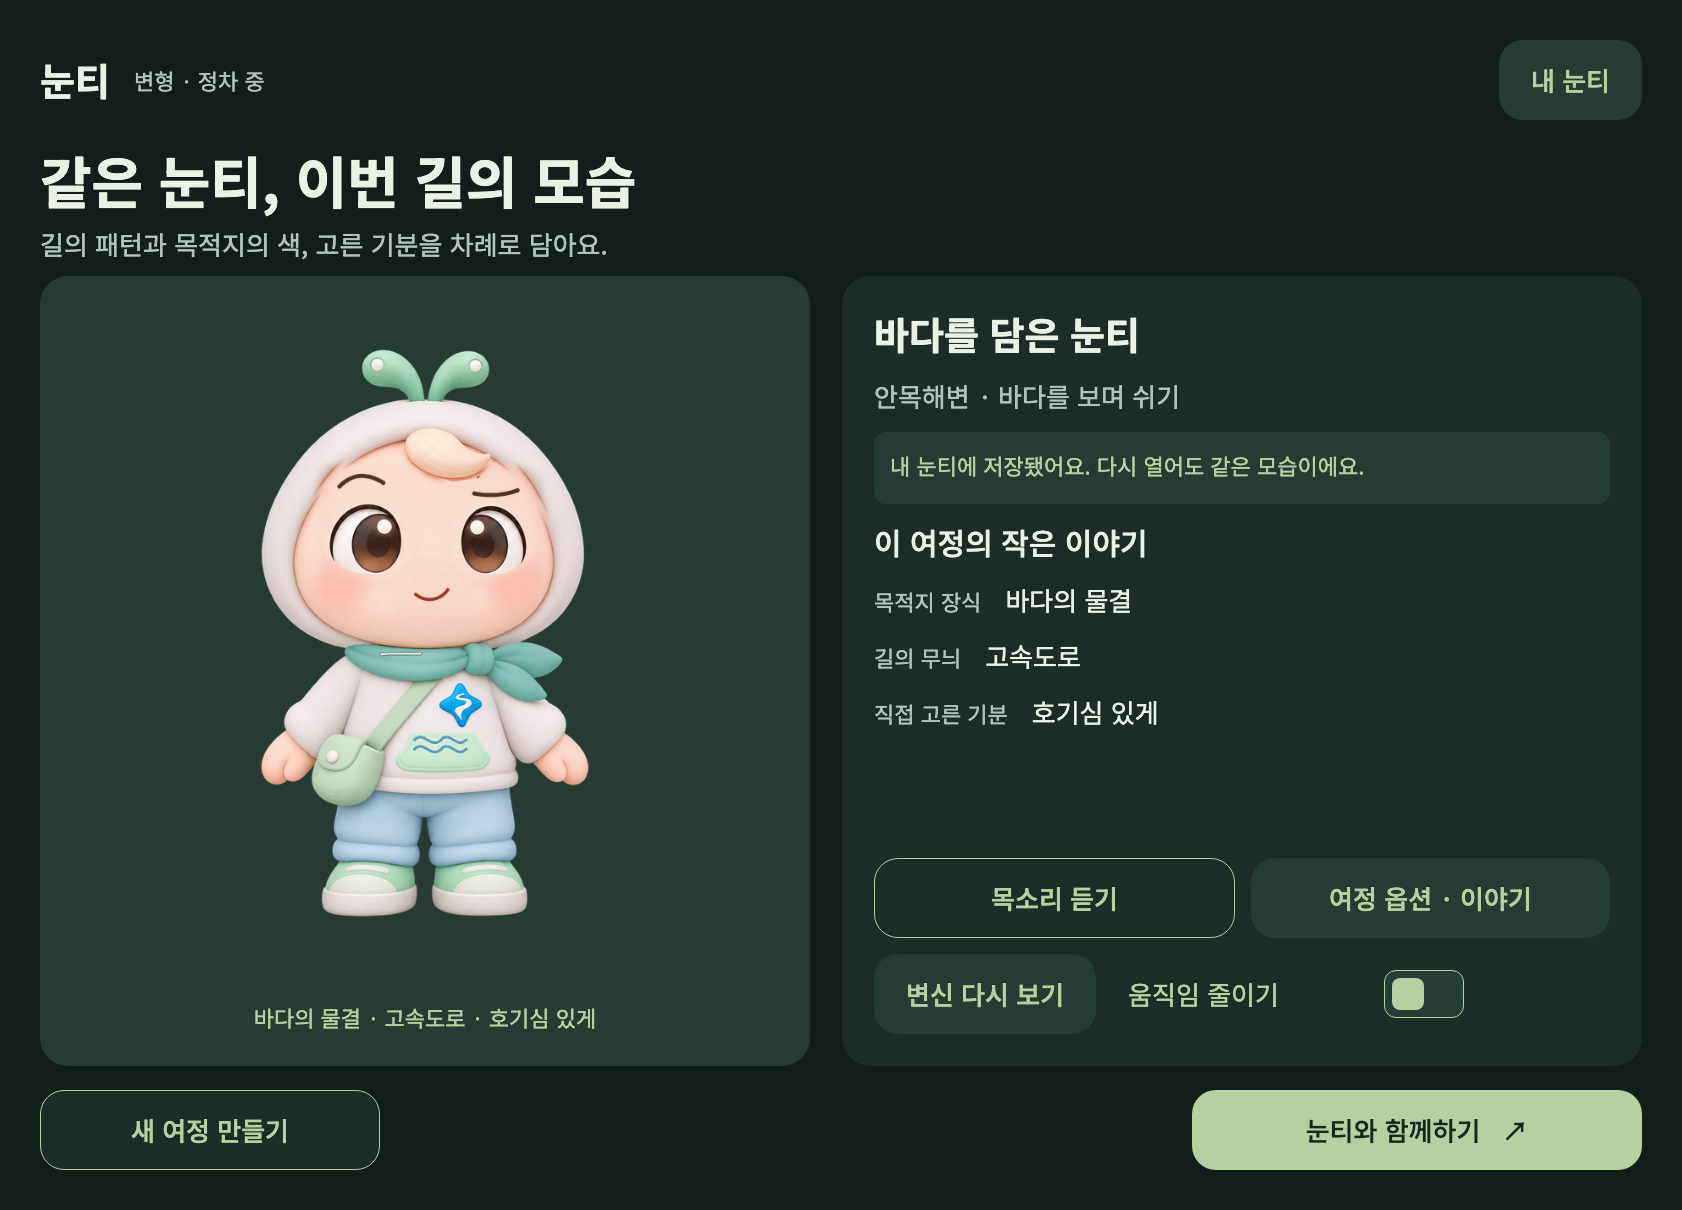 눈티 변형 · 정차 중
내 눈티
같은 눈티, 이번 길의 모습
길의 패턴과 목적지의 색, 고른 기분을 차례로 담아요.
바다의 물결 · 고속도로 · 호기심 있게
바다를 담은 눈티
안목해변 · 바다를 보며 쉬기
내 눈티에 저장됐어요. 다시 열어도 같은 모습이에요.
이 여정의 작은 이야기
목적지 장식 바다의 물결
길의 무늬 고속도로
직접 고른 기분 호기심 있게
목소리 듣기
여정 옵션 · 이야기
변신 다시 보기
움직임 줄이기
새 여정 만들기
눈티와 함께하기 ↗